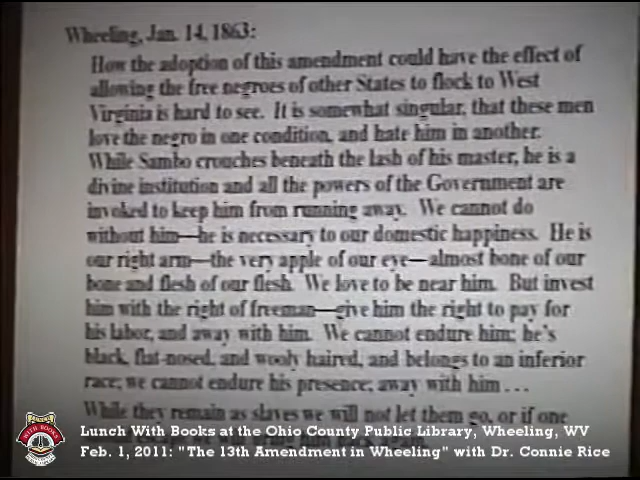 Wheeling, Jan. 14, 1863:
How the adoption of this amendment could have the effect of
allowing the free negroes of other States to flock to West
Virginia is hard to see. It is somewhat singular, that these men
love the negro in one condition, and hate him in another.
While Sambo crouches beneath the lash of his master, he is a
divine institution and all the powers of the Government are
invoked to keep him from running away. We cannot do
without him—he is necessary to our domestic happiness. He is
our right arm—the very apple of our eye—almost bone of our
bone and flesh of our flesh. We love to be near him. But invest
him with the right of freeman—give him the right to pay for
his labor, and away with him. We cannot endure him; he's
black, flat-nosed, and wooly haired, and belongs to an inferior
race; we cannot endure his presence; away with him . . .
While they remain as slaves we will not let them go, or if one
WITH BOOKS
Lunch With Books at the Ohio County Public Library, Wheeling, WV
Feb. 1, 2011: "The 13th Amendment in Wheeling" with Dr. Connie Rice